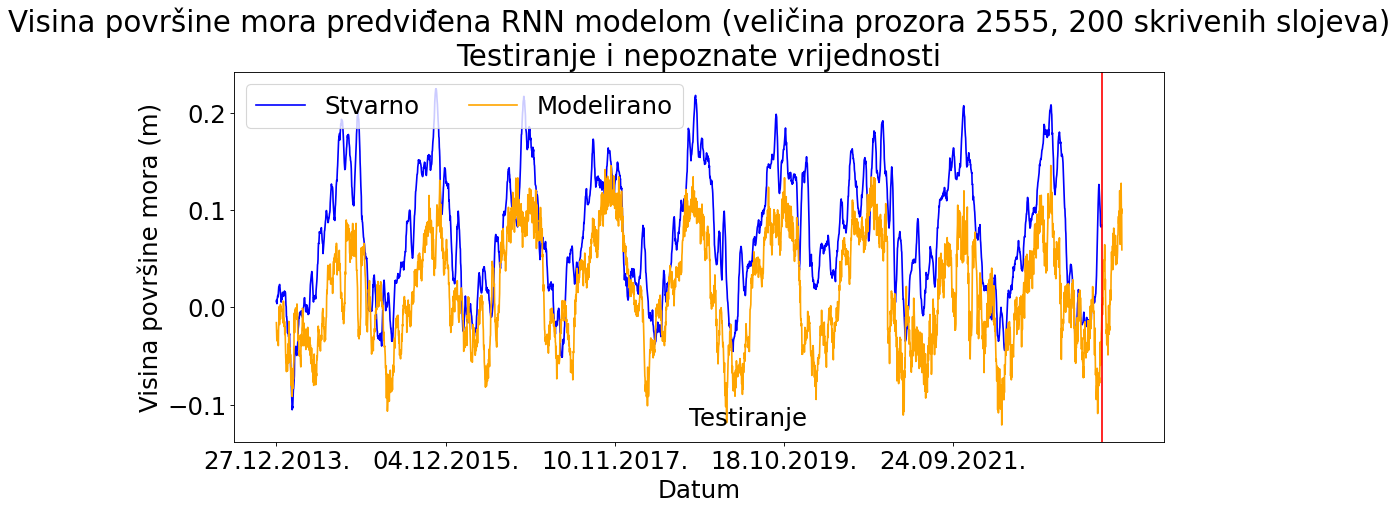 Visina površine mora predviđena RNN modelom (veličina prozora 2555, 200 skrivenih slojeva)
Testiranje i nepoznate vrijednosti
Stvarno
Modelirano
Visina površine mora (m)
0.2
0.1
0.0
−0.1
Testiranje
27.12.2013.
04.12.2015.
10.11.2017.
18.10.2019.
24.09.2021.
Datum